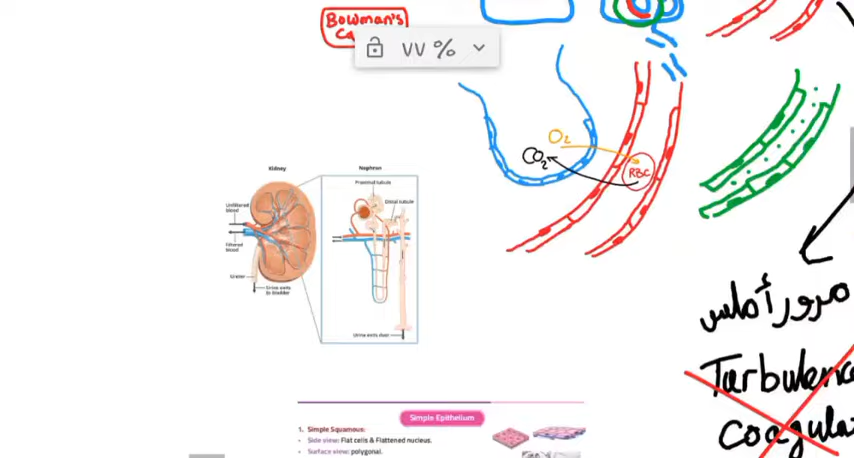 Bowman's
VV %
O₂
CO₂
RBC
Kidney
Nephron
Proximal tubule
Distal tubule
Unfiltered
blood
Filtered
blood
Ureter
Urine exits
to bladder
Urine exits duct
مرور أملس
Turbulence
Simple Epithelium
1. Simple Squamous:
- Side view: Flat cells & Flattened nucleus.
- Surface view: polygonal.